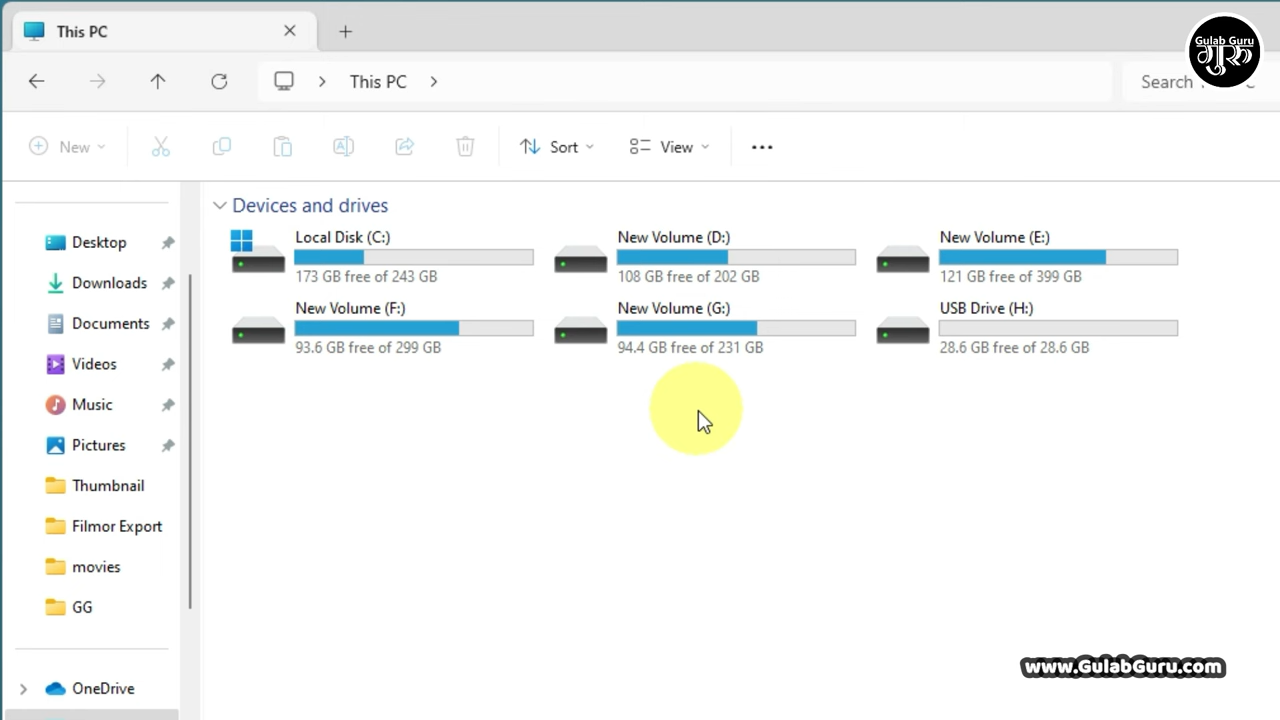 This PC
Gulab Guru
गुरु
This PC
Search
New
Sort
View
Devices and drives
Desktop
Downloads
Documents
Videos
Music
Pictures
Thumbnail
Filmor Export
movies
GG
OneDrive
Local Disk (C:)
173 GB free of 243 GB
New Volume (D:)
108 GB free of 202 GB
New Volume (E:)
121 GB free of 399 GB
New Volume (F:)
93.6 GB free of 299 GB
New Volume (G:)
94.4 GB free of 231 GB
USB Drive (H:)
28.6 GB free of 28.6 GB
www.GulabGuru.com